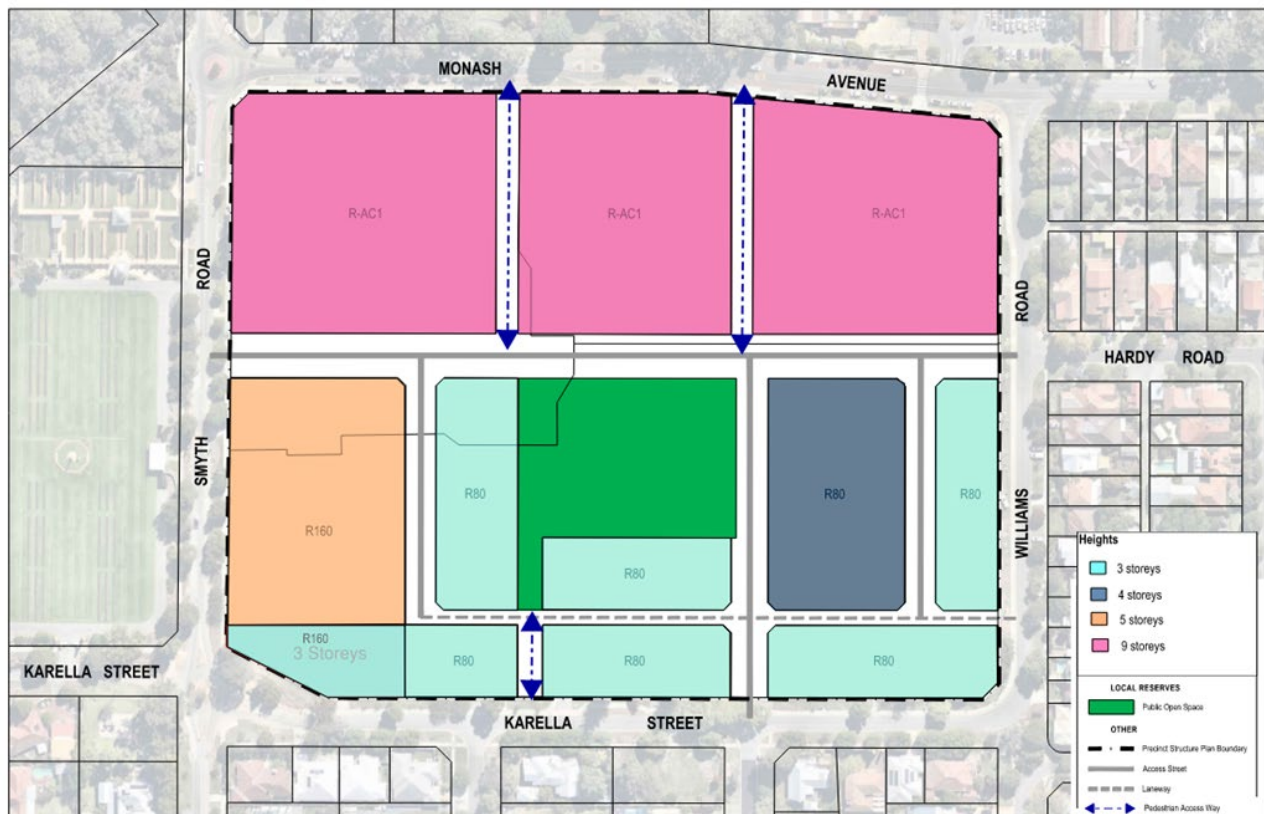 MONASH
AVENUE
R-AC1
R-AC1
R-AC1
ROAD
ROAD
HARDY ROAD
SMYTH
R160
R80
R80
R80
R80
WILLIAMS
R160
3 Storeys
R80
R80
R80
KARELLA STREET
KARELLA STREET
Heights
3 storeys
4 storeys
5 storeys
9 storeys
LOCAL RESERVES
Public Open Space
OTHER
Precinct Structure Plan Boundary
Access Street
Laneway
Pedestrian Access Way